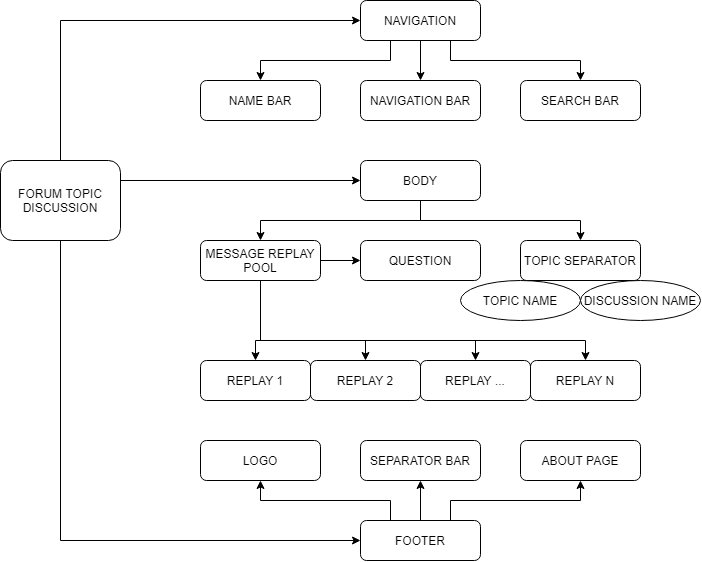 NAVIGATION
NAME BAR
NAVIGATION BAR
SEARCH BAR
FORUM TOPIC
DISCUSSION
BODY
MESSAGE REPLAY
POOL
QUESTION
TOPIC SEPARATOR
TOPIC NAME
DISCUSSION NAME
REPLAY 1
REPLAY 2
REPLAY ...
REPLAY N
LOGO
SEPARATOR BAR
ABOUT PAGE
FOOTER